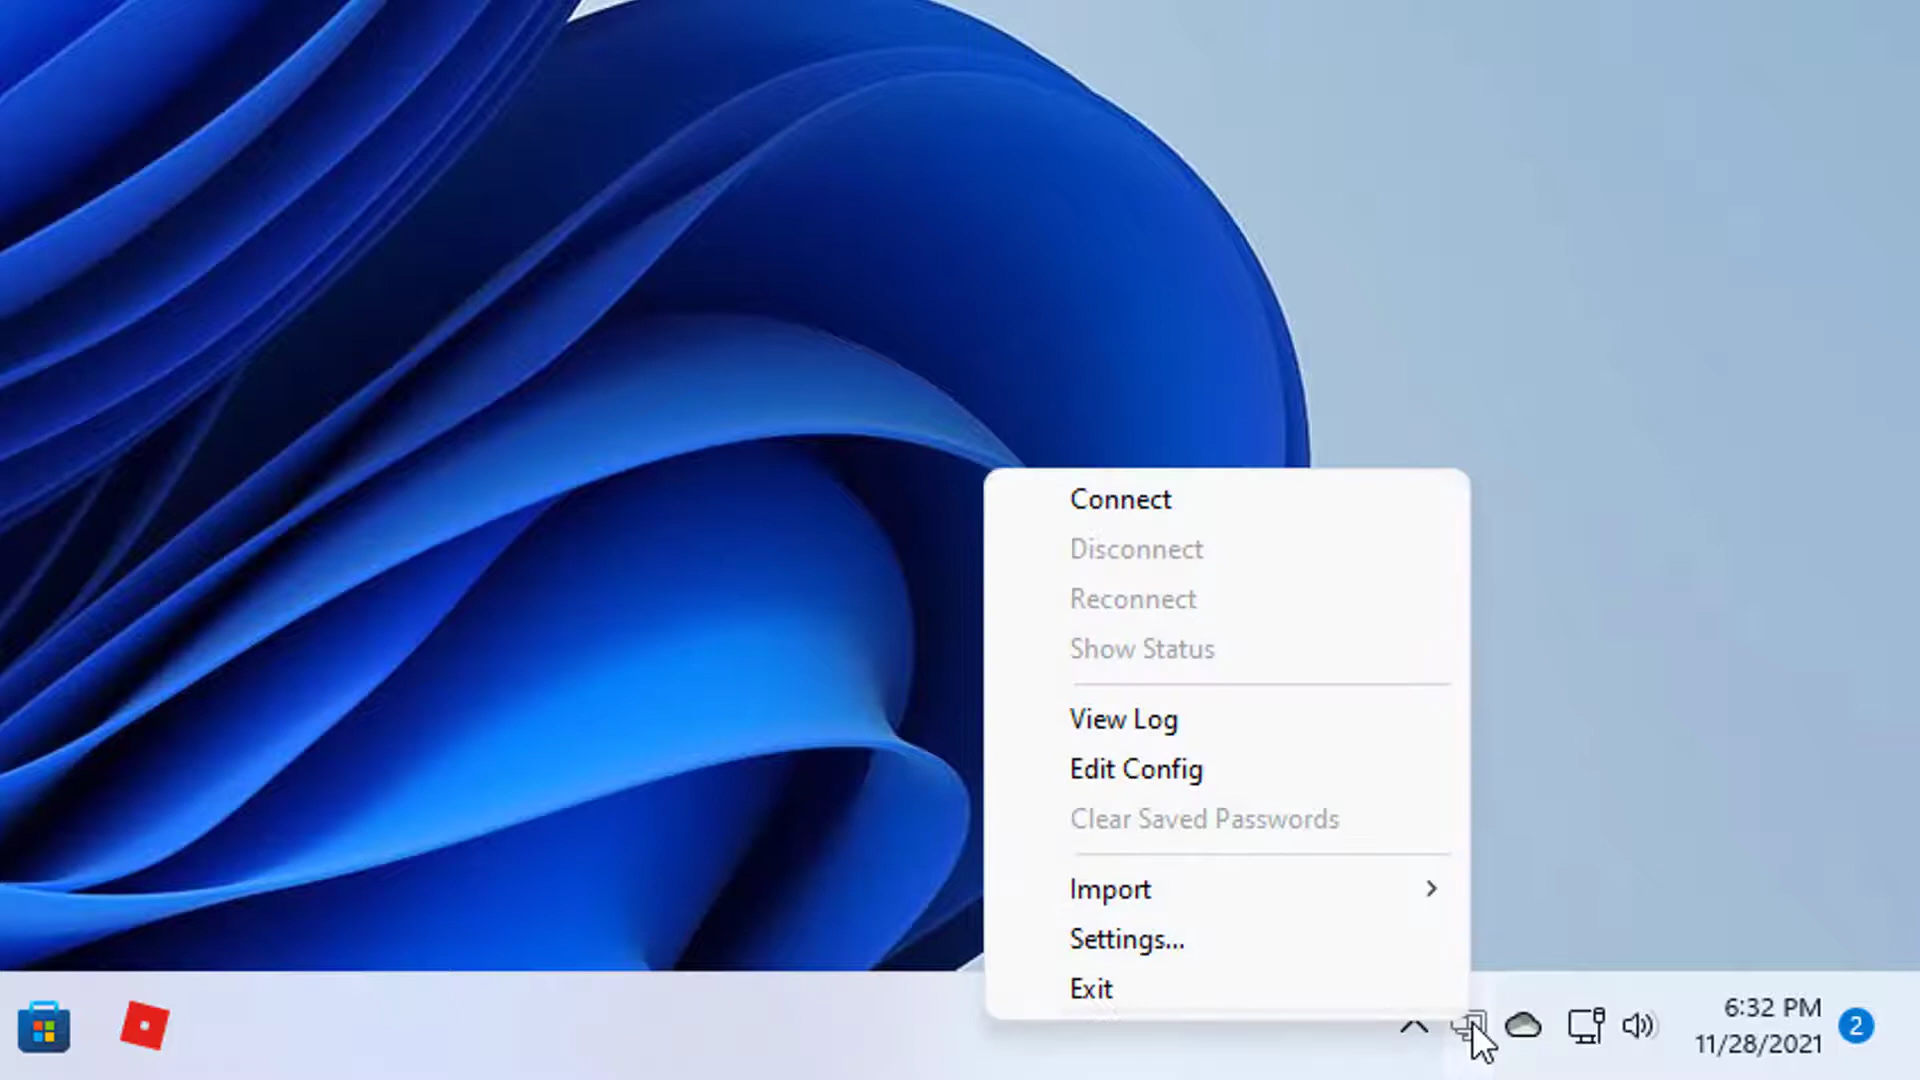 Connect
Disconnect
Reconnect
Show Status
View Log
Edit Config
Clear Saved Passwords
Import
Settings...
Exit
6:32 PM
11/28/2021
2